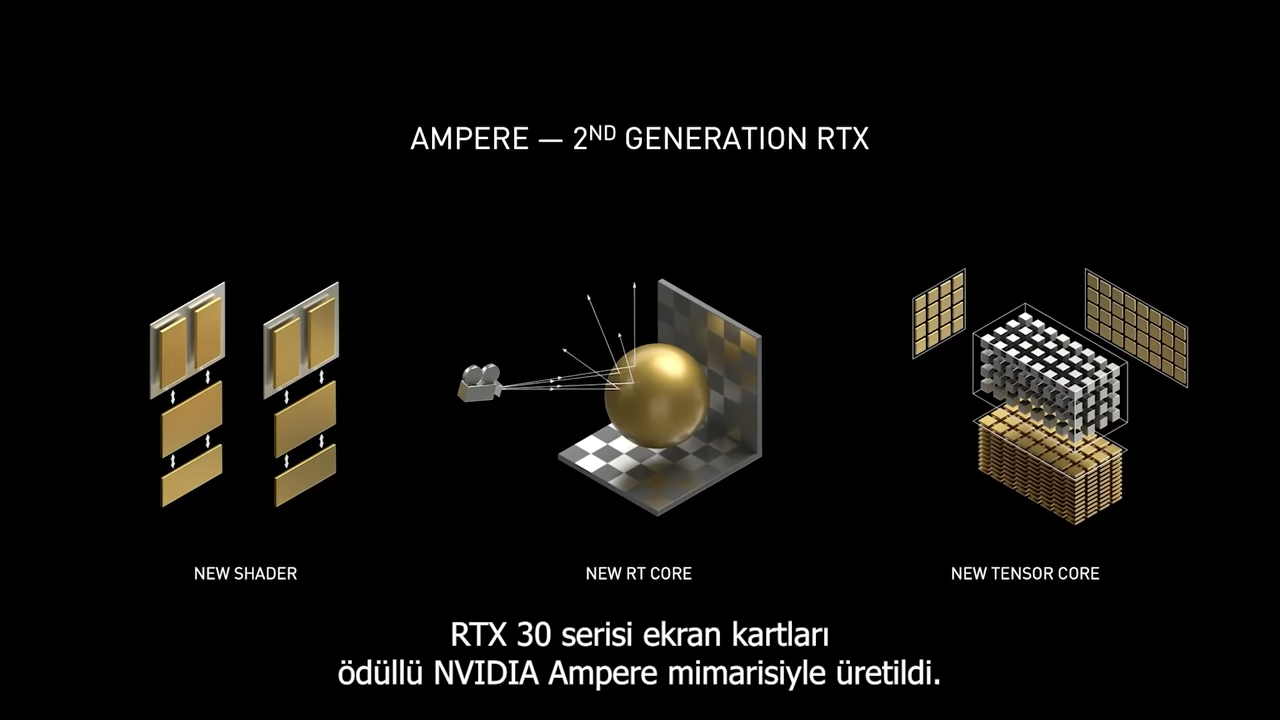 AMPERE — 2ND GENERATION RTX
NEW SHADER
NEW RT CORE
NEW TENSOR CORE
RTX 30 serisi ekran kartları
ödüllü NVIDIA Ampere mimarisiyle üretildi.